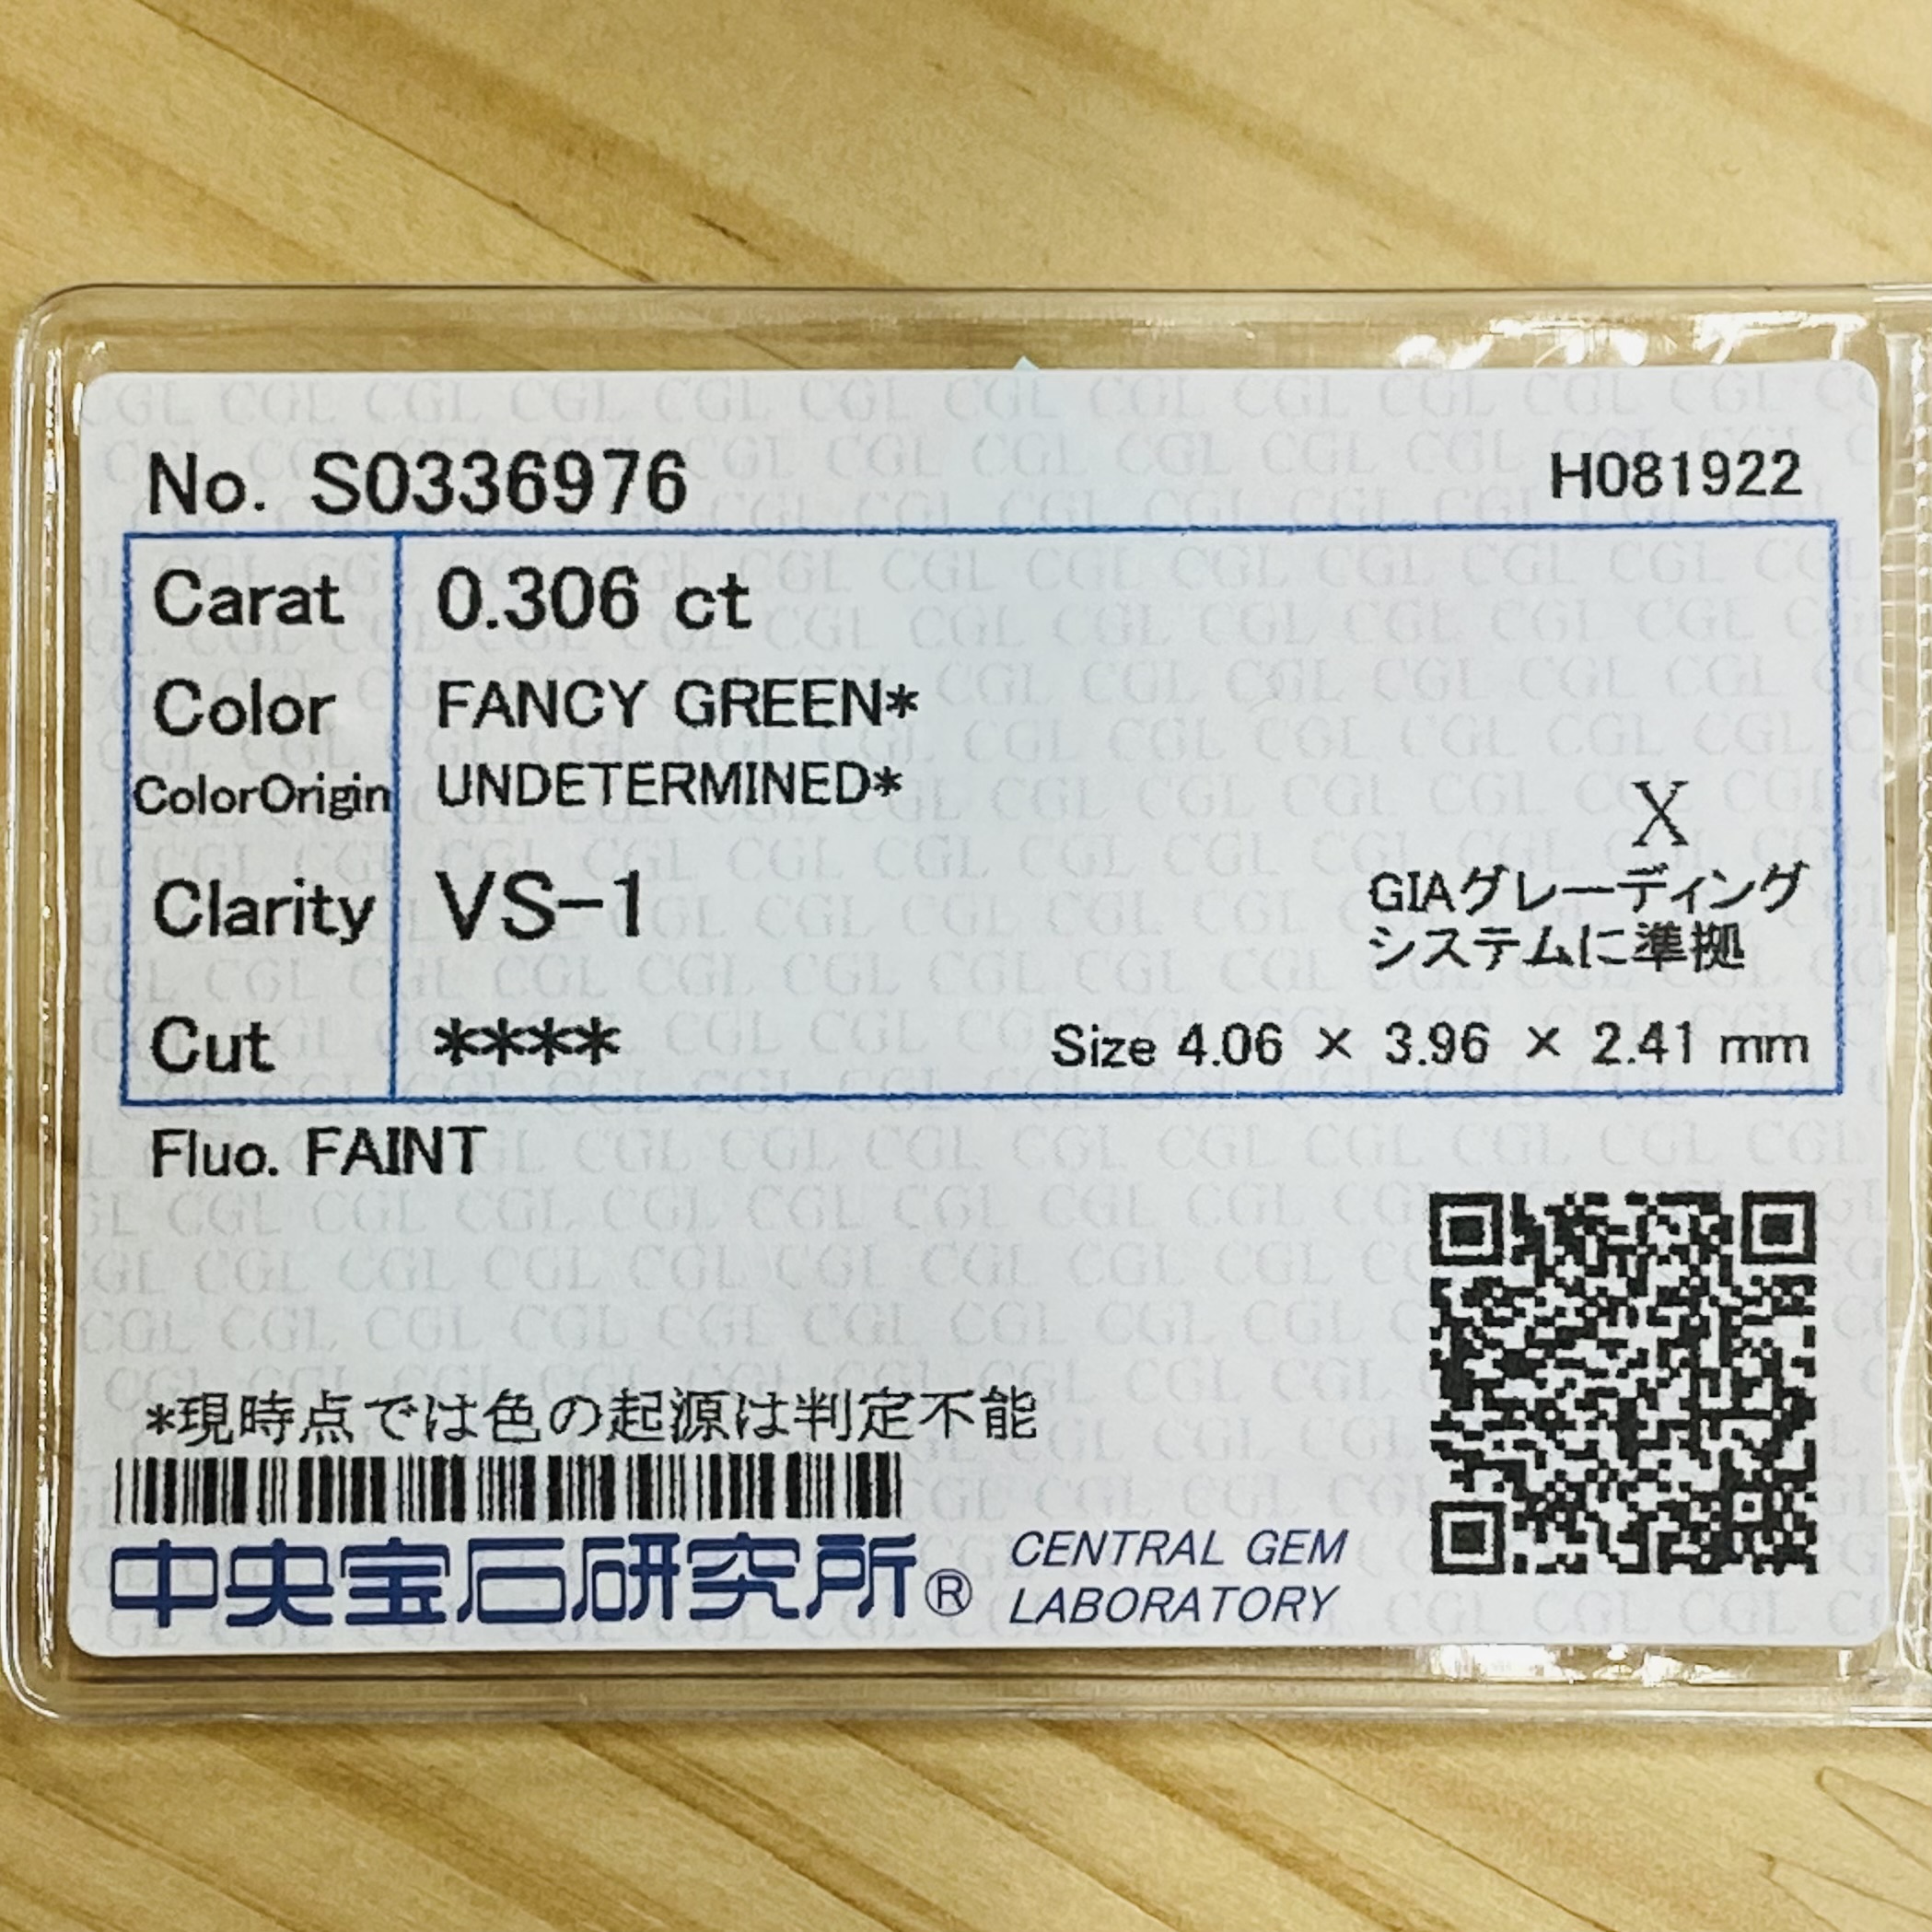 No. S0336976
H081922
Carat 0.306 ct
Color FANCY GREEN*
ColorOrigin UNDETERMINED*
X
Clarity VS-1
GIAグレーディング
システムに準拠
Cut **** Size 4.06 × 3.96 × 2.41 mm
Fluo. FAINT
*現時点では色の起源は判定不能
中央宝石研究所® CENTRAL GEM
LABORATORY